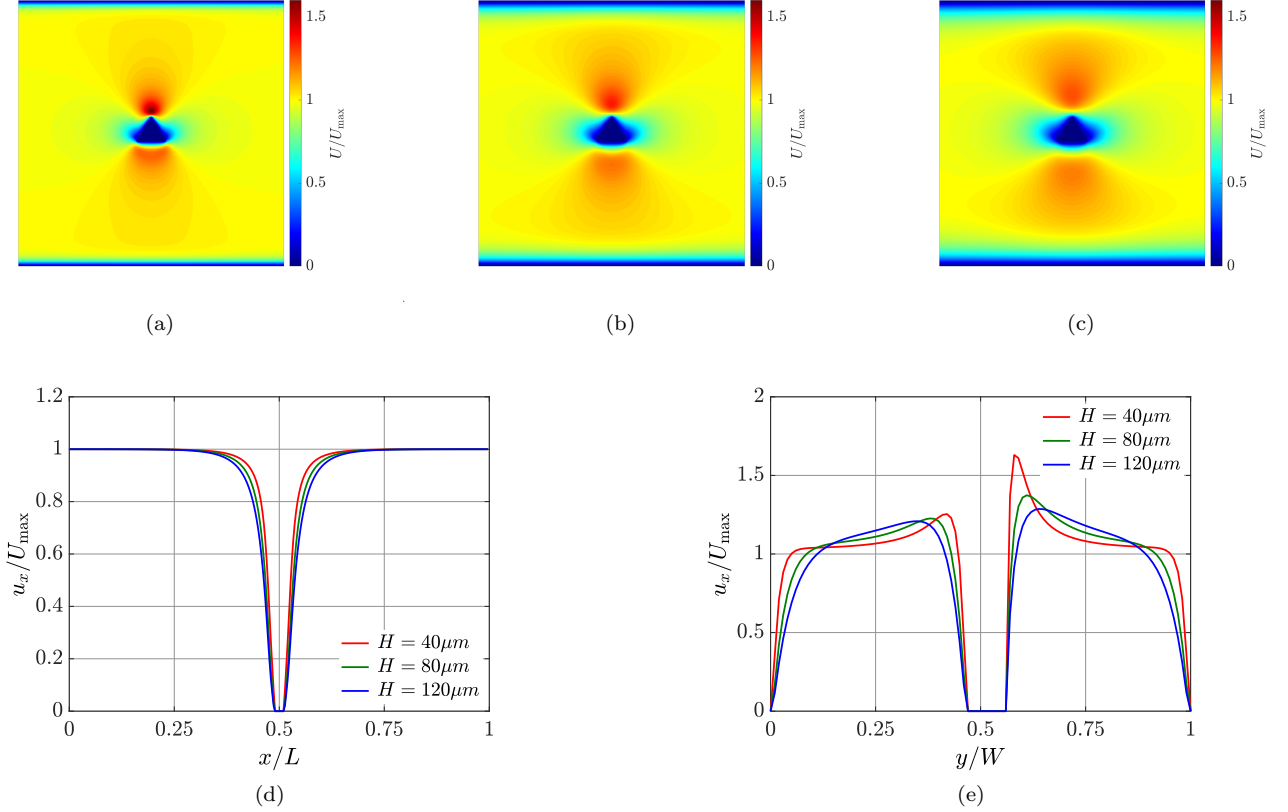 1.5
1
0.5
0
U/U_max
1.5
1
0.5
0
U/U_max
1.5
1
0.5
0
U/U_max
(a)
(b)
(c)
1.2
1
0.8
0.6
0.4
0.2
0
u_x/U_max
H = 40μm
H = 80μm
H = 120μm
0 0.25 0.5 0.75 1
x/L
(d)
2
1.5
1
0.5
0
u_x/U_max
H = 40μm
H = 80μm
H = 120μm
0 0.25 0.5 0.75 1
y/W
(e)